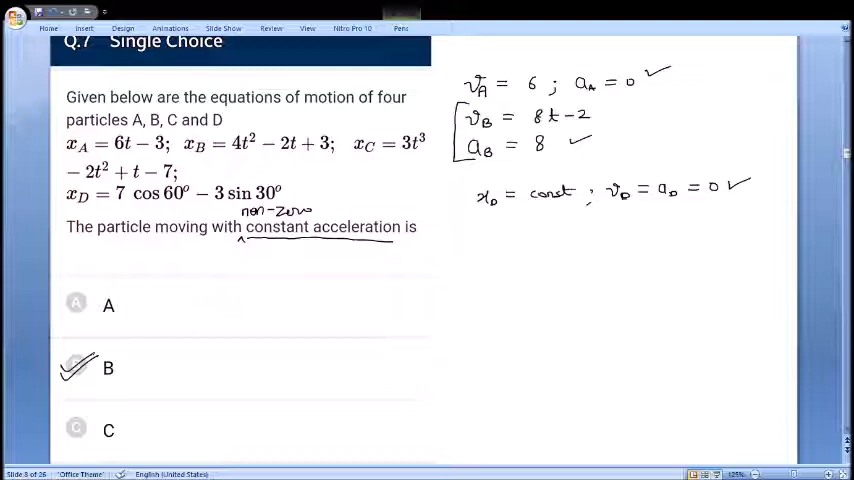 Home Insert Design Animations Slide Show Review View Nitro Pro 10 Pens
Q.7 Single Choice
Given below are the equations of motion of four
particles A, B, C and D
x_A = 6t − 3; x_B = 4t² − 2t + 3; x_C = 3t³
− 2t² + t − 7;
x_D = 7 cos 60° − 3 sin 30°
non-zero
The particle moving with constant acceleration is
A A
B
C C
v_A = 6 ; a_A = 0 ✓
v_B = 8t-2
a_B = 8 ✓
x_D = const ; v_D = a_D = 0 ✓
Slide 8 of 26 "Office Theme" English (United States) 125%